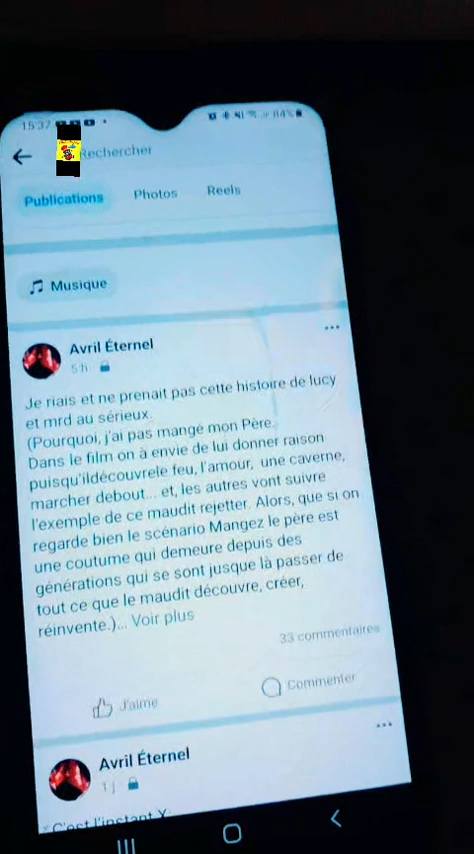 15:37
84%
Rechercher
Publications Photos Reels
Musique
Avril Éternel
5 h
Je riais et ne prenait pas cette histoire de lucy
et mrd au sérieux.
(Pourquoi, j'ai pas mangé mon Père.
Dans le film on à envie de lui donner raison
puisqu'ildécouvrele feu, l'amour, une caverne,
marcher debout... et, les autres vont suivre
l'exemple de ce maudit rejetter. Alors, que si on
regarde bien le scénario Mangez le père est
une coutume qui demeure depuis des
générations qui se sont jusque là passer de
tout ce que le maudit découvre, créer,
réinvente.)... Voir plus
33 commentaires
J'aime Commenter
Avril Éternel
1 j
C'est l'instant Y